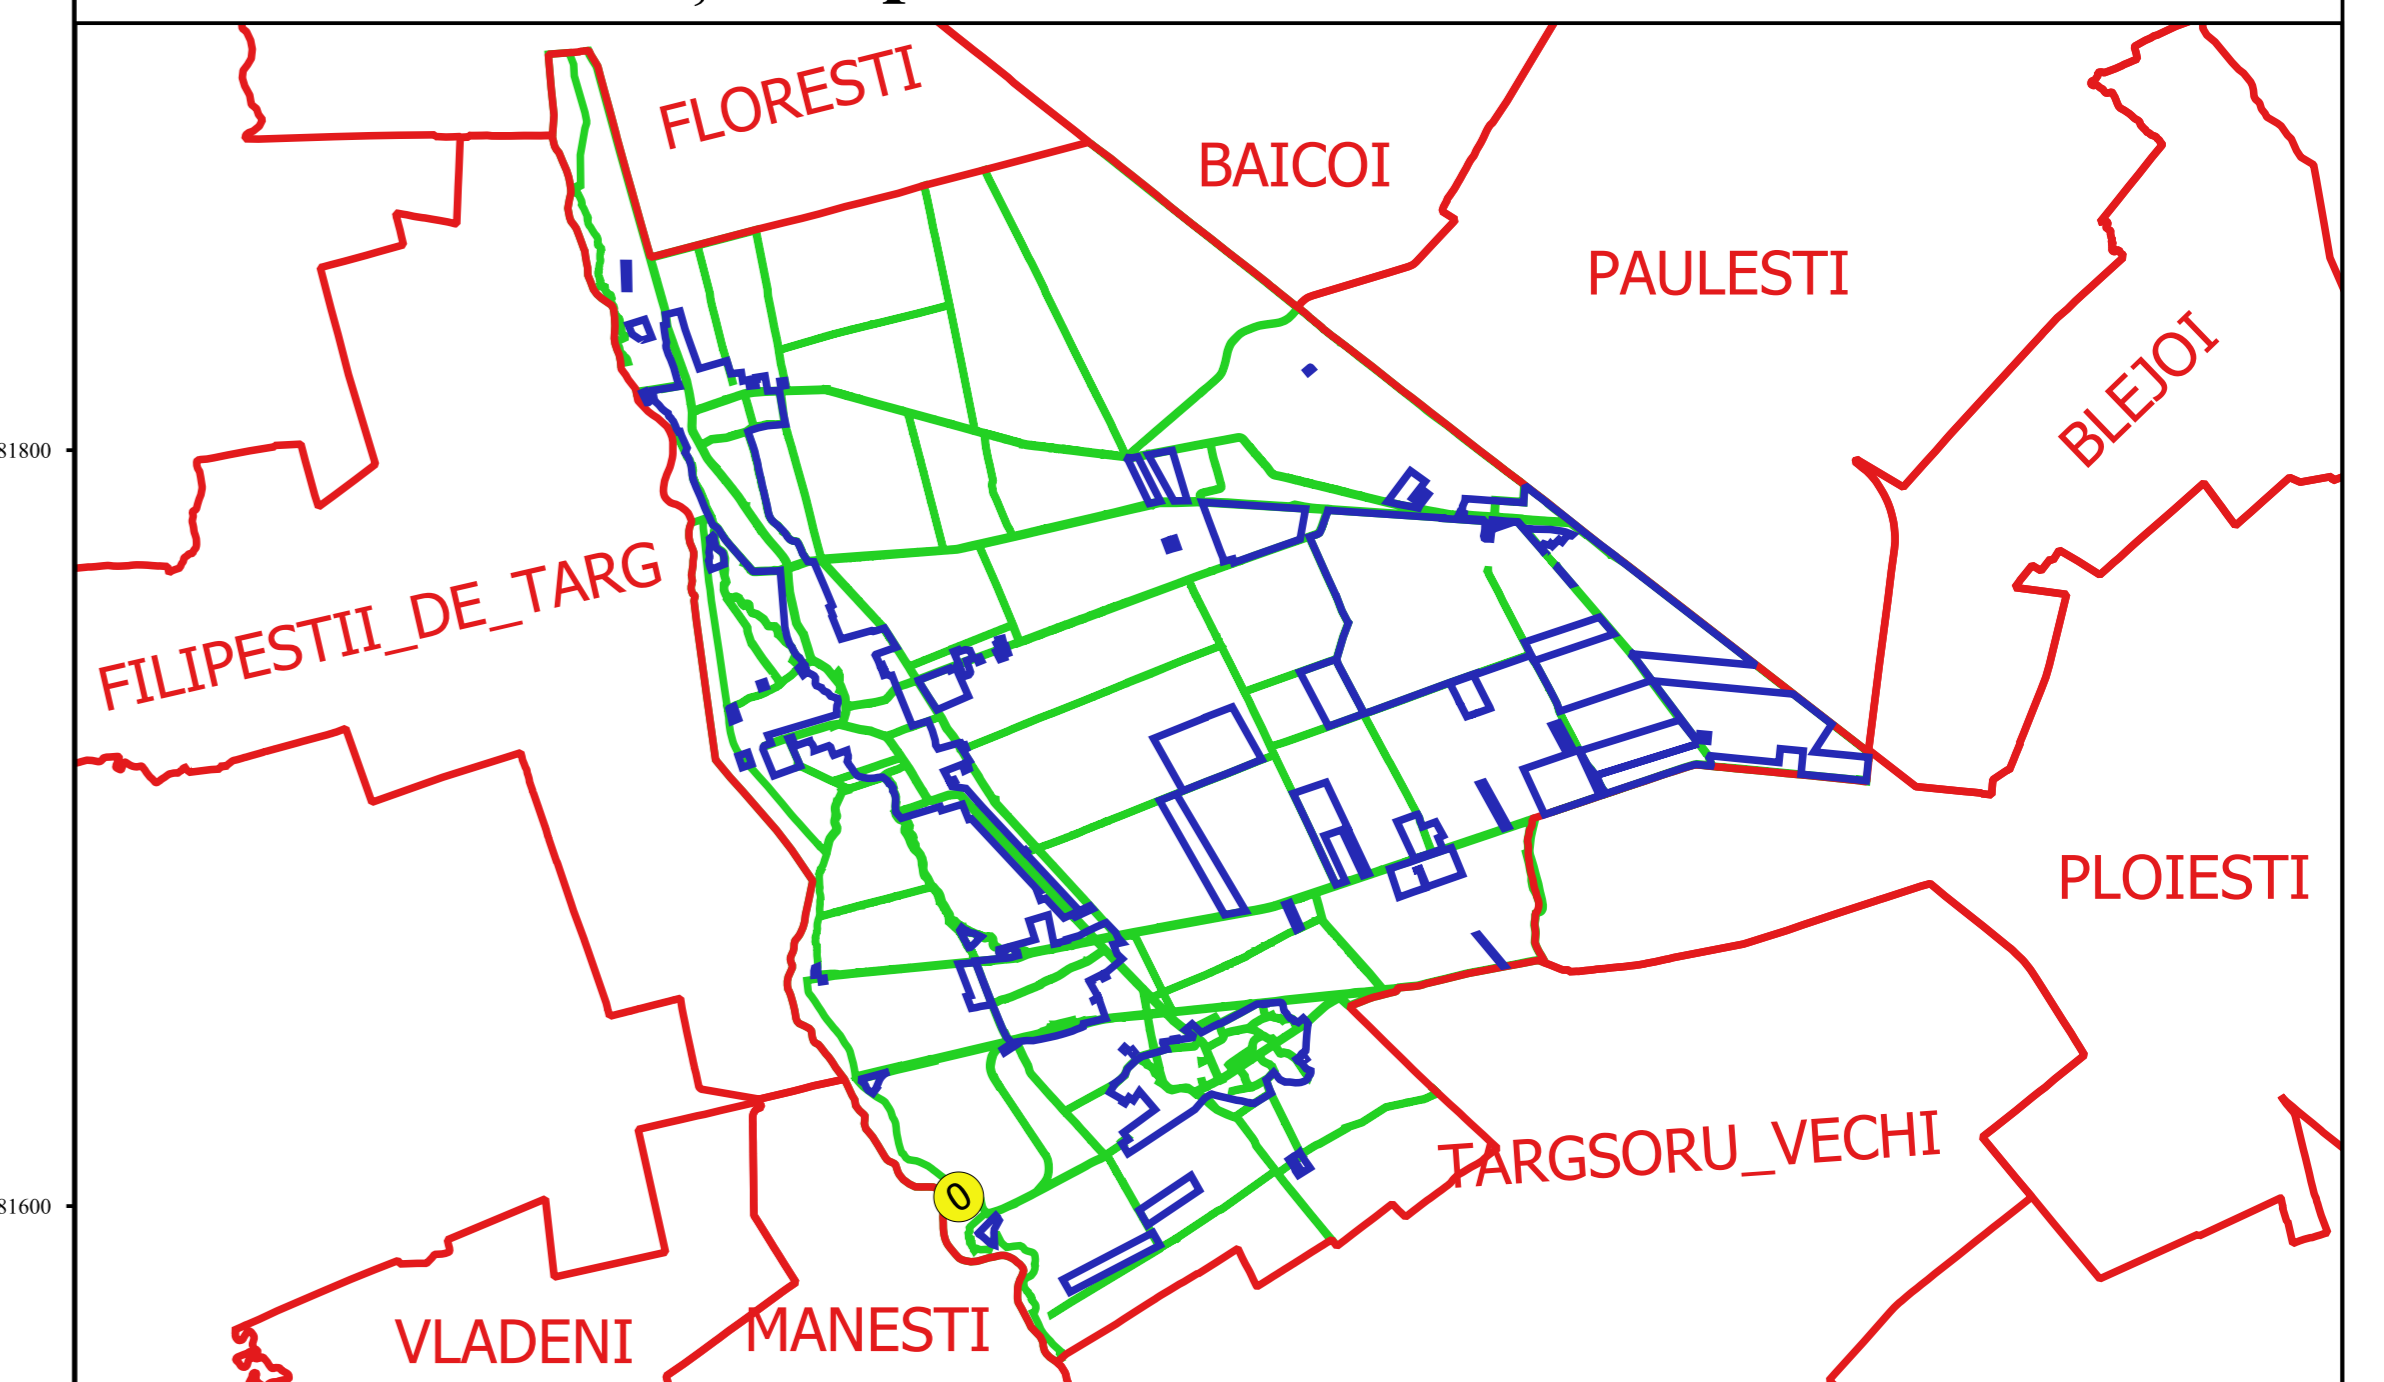 FLORESTI
BAICOI
PAULESTI
BLEJOI
81800
FILIPESTII_DE_TARG
PLOIESTI
TARGSORU_VECHI
0
81600
VLADENI
MANESTI